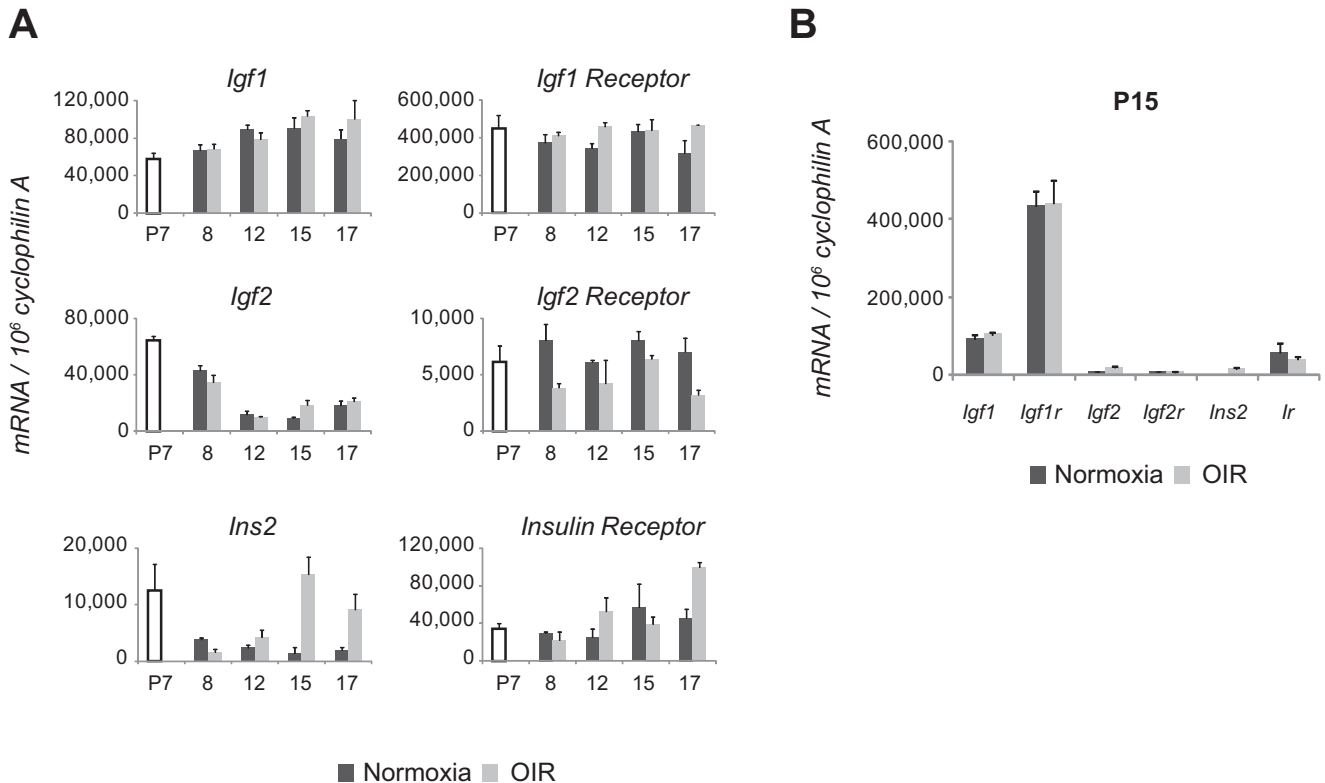 A
mRNA / 10⁶ cyclophilin A
Igf1
120,000
80,000
40,000
0
P7 8 12 15 17
Igf1 Receptor
600,000
400,000
200,000
0
P7 8 12 15 17
Igf2
80,000
40,000
0
P7 8 12 15 17
Igf2 Receptor
10,000
5,000
0
P7 8 12 15 17
Ins2
20,000
10,000
0
P7 8 12 15 17
Insulin Receptor
120,000
80,000
40,000
0
P7 8 12 15 17
Normoxia OIR
B
P15
mRNA / 10⁶ cyclophilin A
600,000
400,000
200,000
0
Igf1 Igf1r Igf2 Igf2r Ins2 Ir
Normoxia OIR